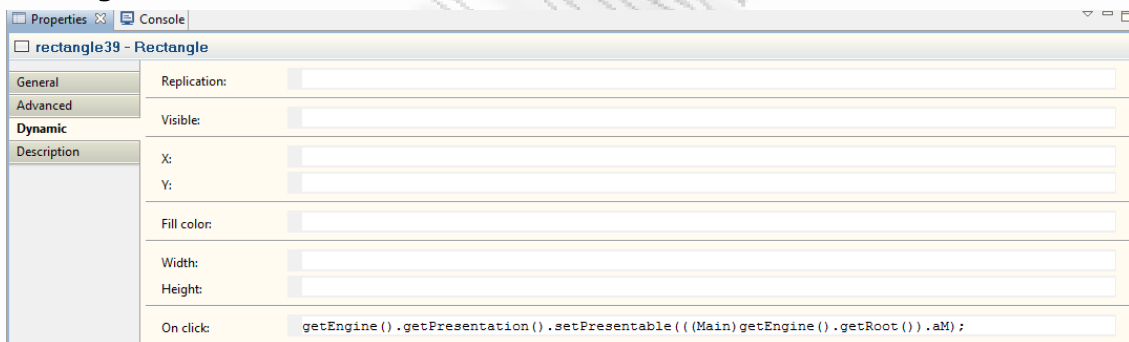 Properties Console
rectangle39 - Rectangle
General
Advanced
Dynamic
Description
Replication:
Visible:
X:
Y:
Fill color:
Width:
Height:
On click: getEngine().getPresentation().setPresentable(((Main)getEngine().getRoot()).aM);